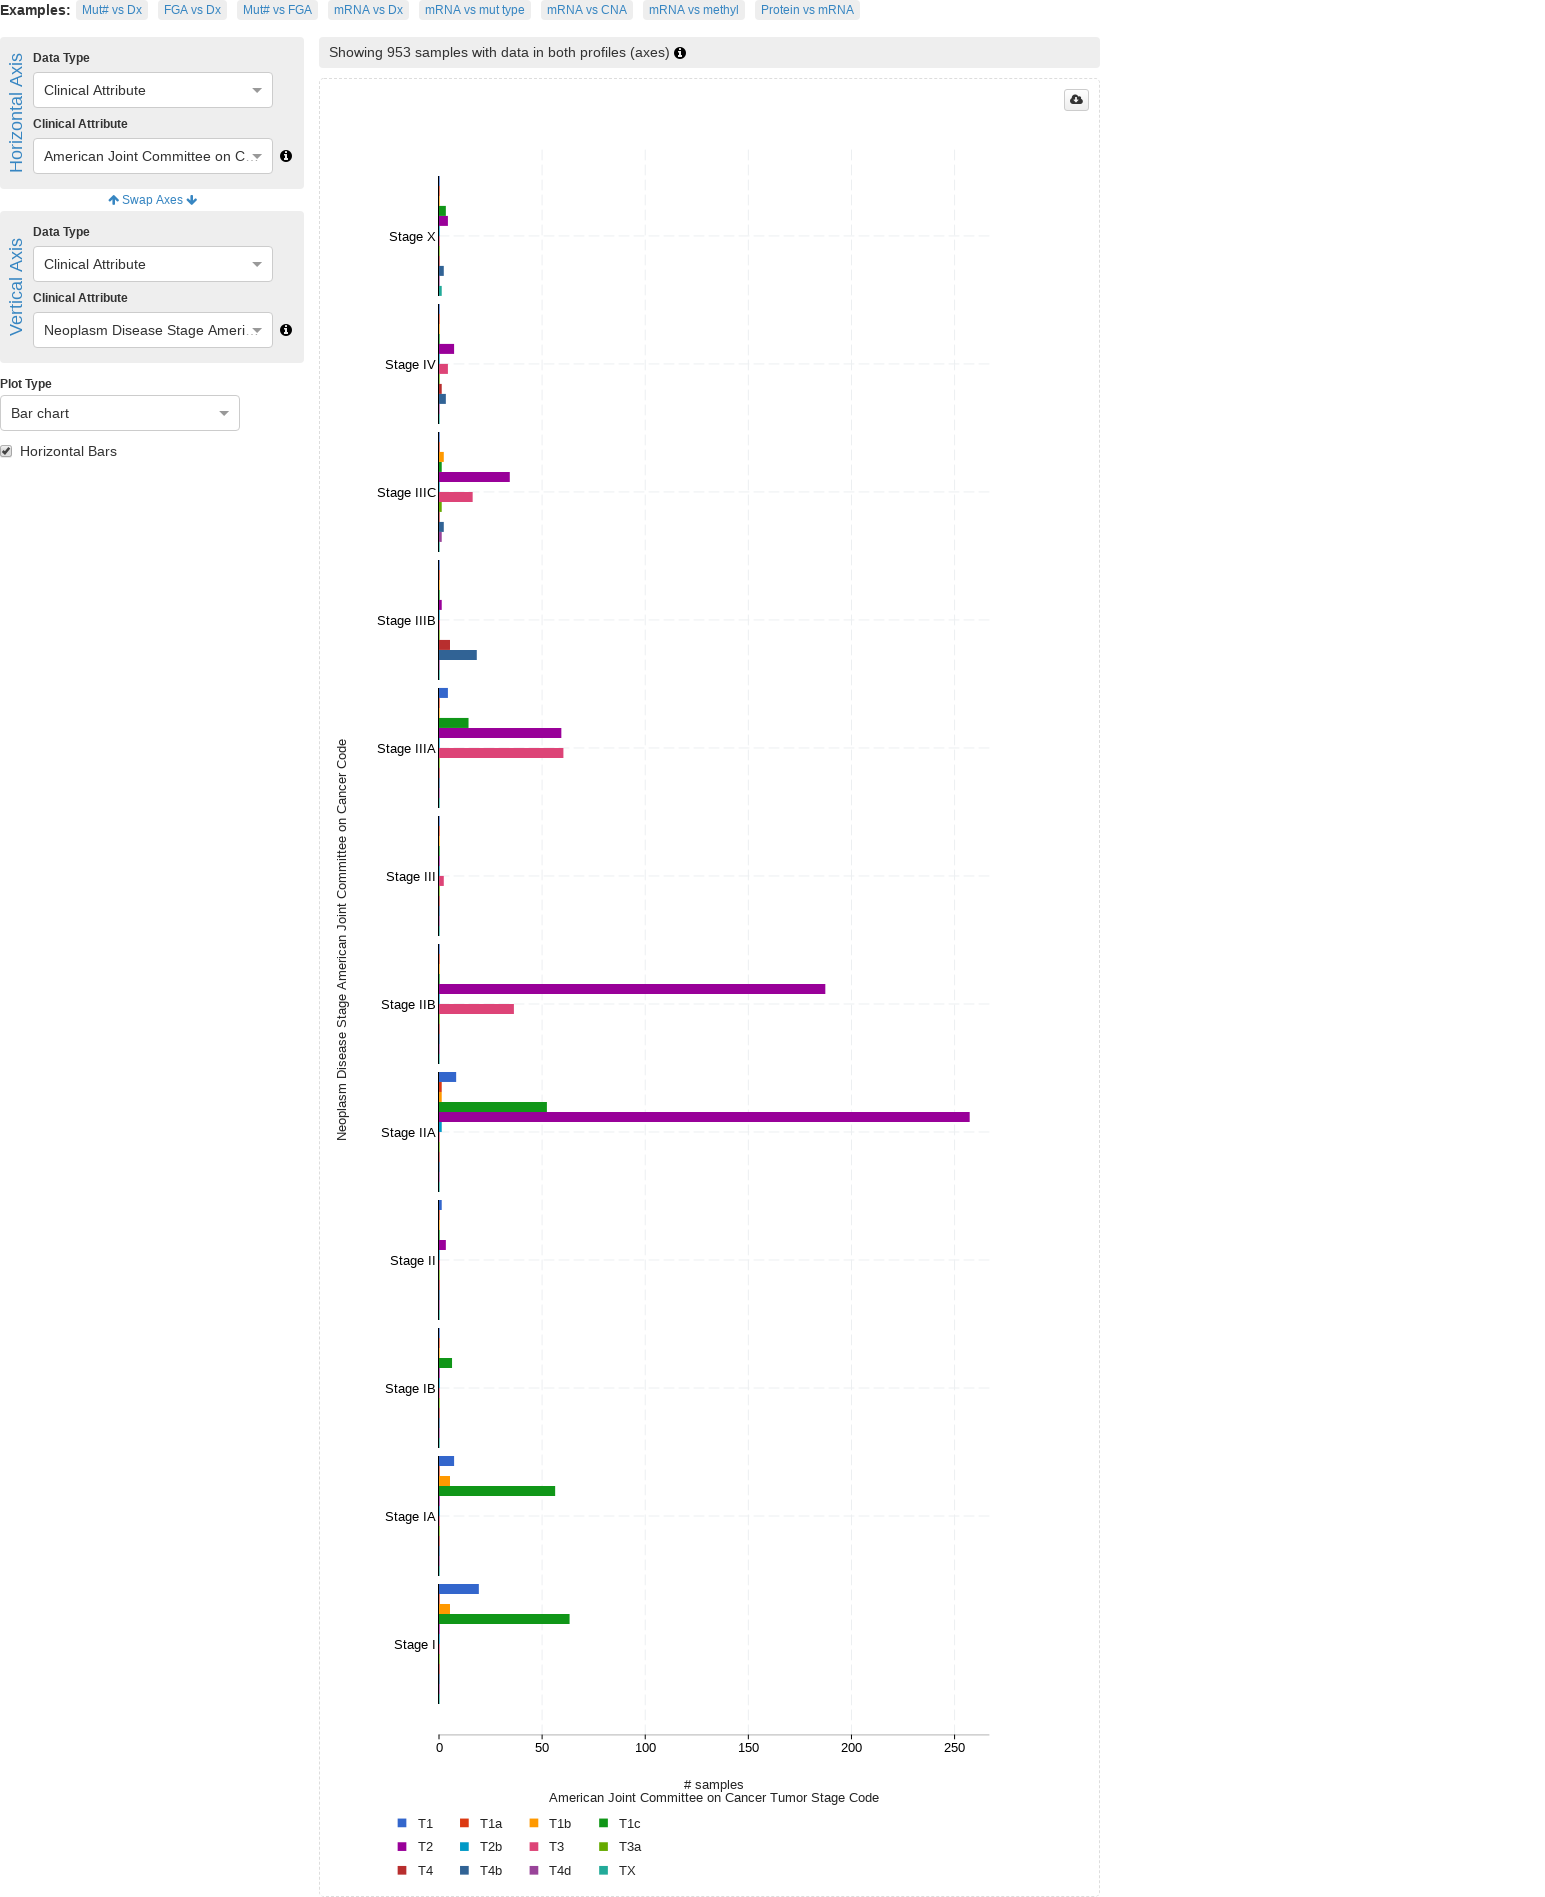 Examples: Mut# vs Dx FGA vs Dx Mut# vs FGA mRNA vs Dx mRNA vs mut type mRNA vs CNA mRNA vs methyl Protein vs mRNA
Horizontal Axis
Data Type
Clinical Attribute
Clinical Attribute
American Joint Committee on C...
Swap Axes
Vertical Axis
Data Type
Clinical Attribute
Clinical Attribute
Neoplasm Disease Stage Ameri...
Plot Type
Bar chart
Horizontal Bars
Showing 953 samples with data in both profiles (axes)
Neoplasm Disease Stage American Joint Committee on Cancer Code
Stage X
Stage IV
Stage IIIC
Stage IIIB
Stage IIIA
Stage III
Stage IIB
Stage IIA
Stage II
Stage IB
Stage IA
Stage I
0 50 100 150 200 250
# samples
American Joint Committee on Cancer Tumor Stage Code
T1 T1a T1b T1c
T2 T2b T3 T3a
T4 T4b T4d TX